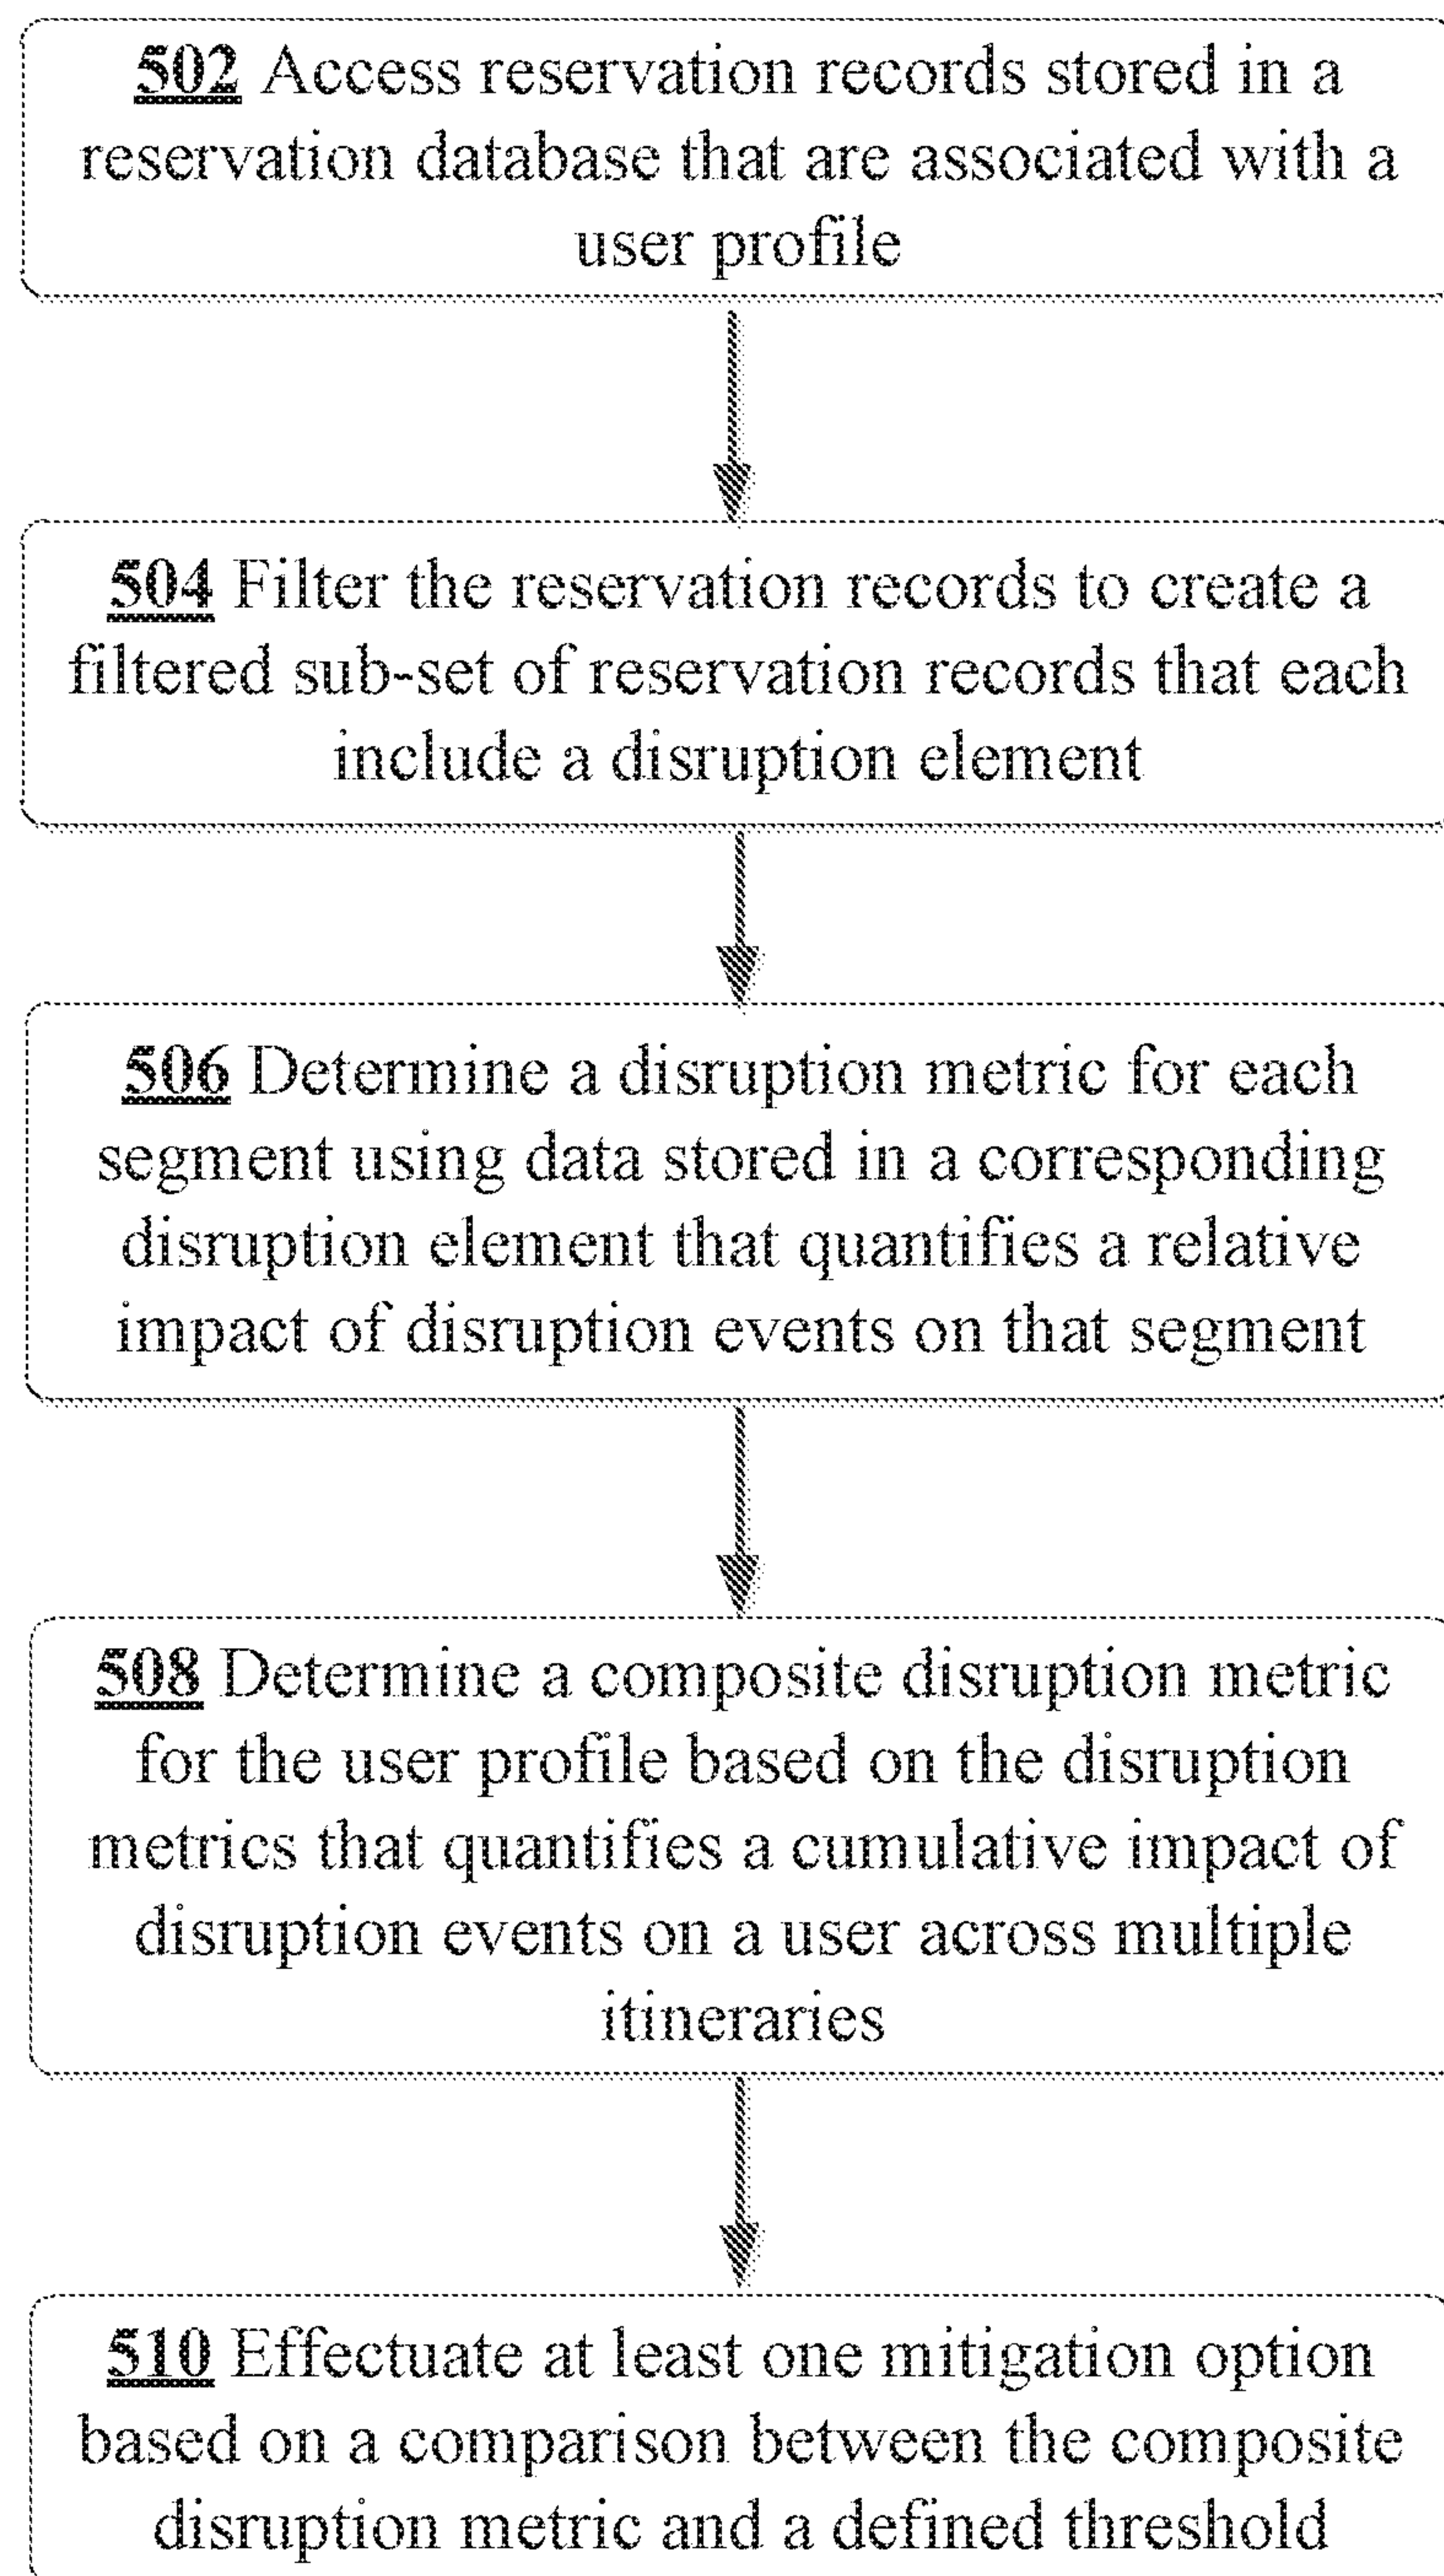 502 Access reservation records stored in a
reservation database that are associated with a
user profile
504 Filter the reservation records to create a
filtered sub-set of reservation records that each
include a disruption element
506 Determine a disruption metric for each
segment using data stored in a corresponding
disruption element that quantifies a relative
impact of disruption events on that segment
508 Determine a composite disruption metric
for the user profile based on the disruption
metrics that quantifies a cumulative impact of
disruption events on a user across multiple
itineraries
510 Effectuate at least one mitigation option
based on a comparison between the composite
disruption metric and a defined threshold